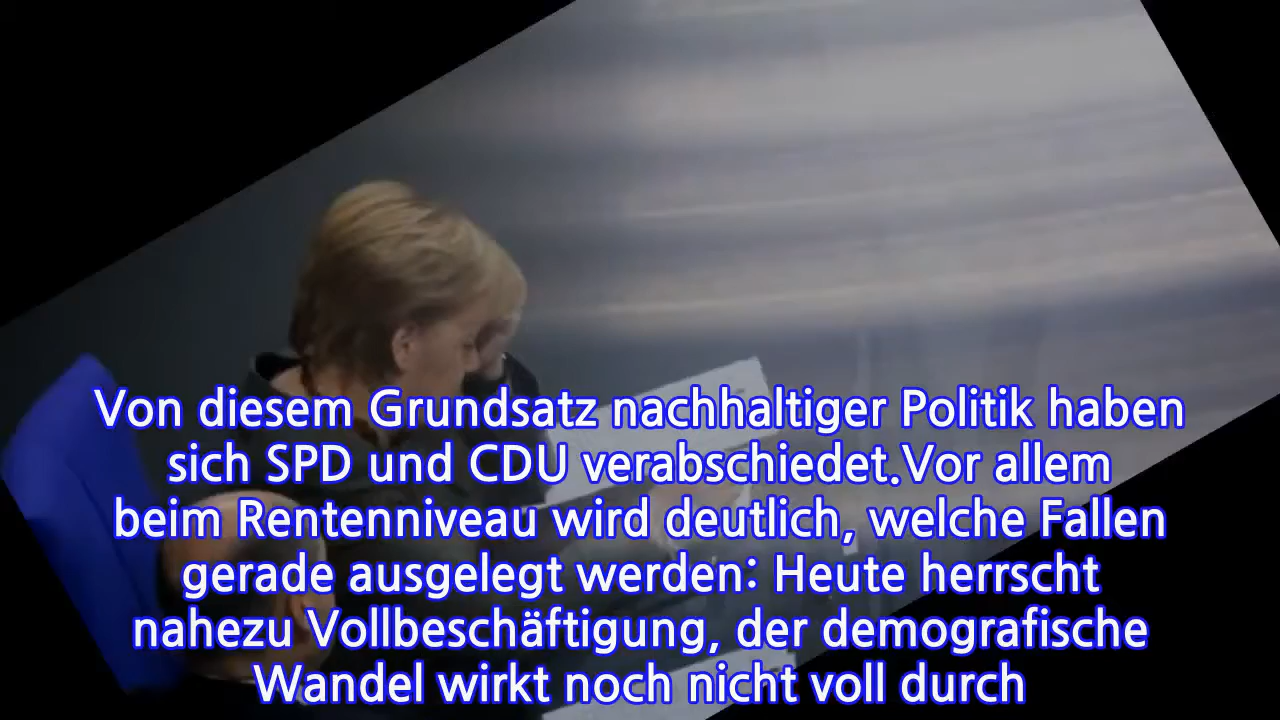 Von diesem Grundsatz nachhaltiger Politik haben
sich SPD und CDU verabschiedet.Vor allem
beim Rentenniveau wird deutlich, welche Fallen
gerade ausgelegt werden: Heute herrscht
nahezu Vollbeschäftigung, der demografische
Wandel wirkt noch nicht voll durch